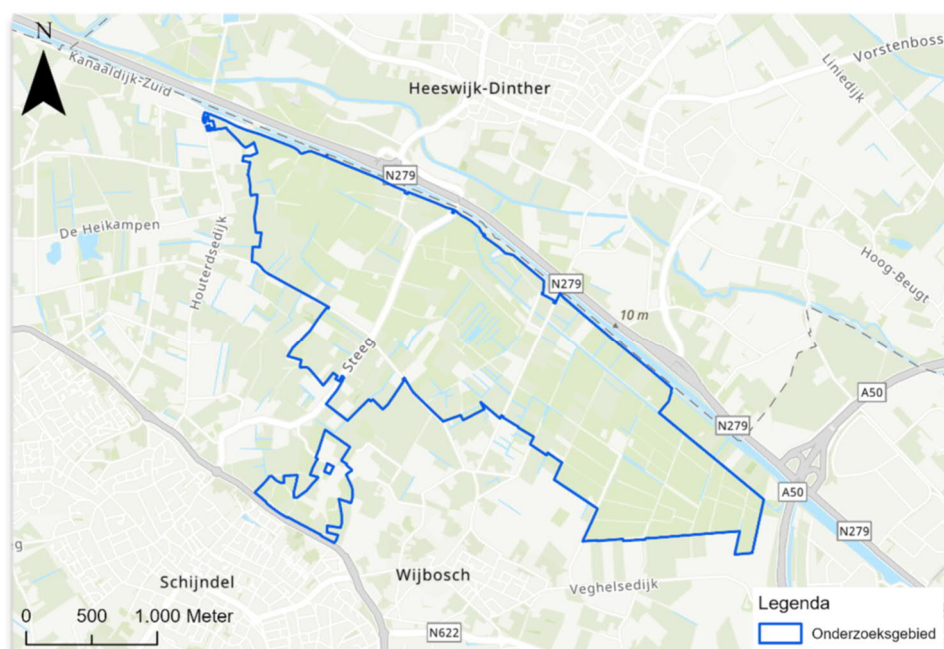 N
Kanaaldijk-Zuid
Heeswijk-Dinther
Vorstenboss
Liniedijk
N279
De Heikampen
Houterdsedijk
Hoog-Beugt
N279
10 m
Steeg
A50
N279
A50
N279
Schijndel
Wijbosch
Veghelsedijk
N622
0 500 1.000 Meter
Legenda
Onderzoeksgebied